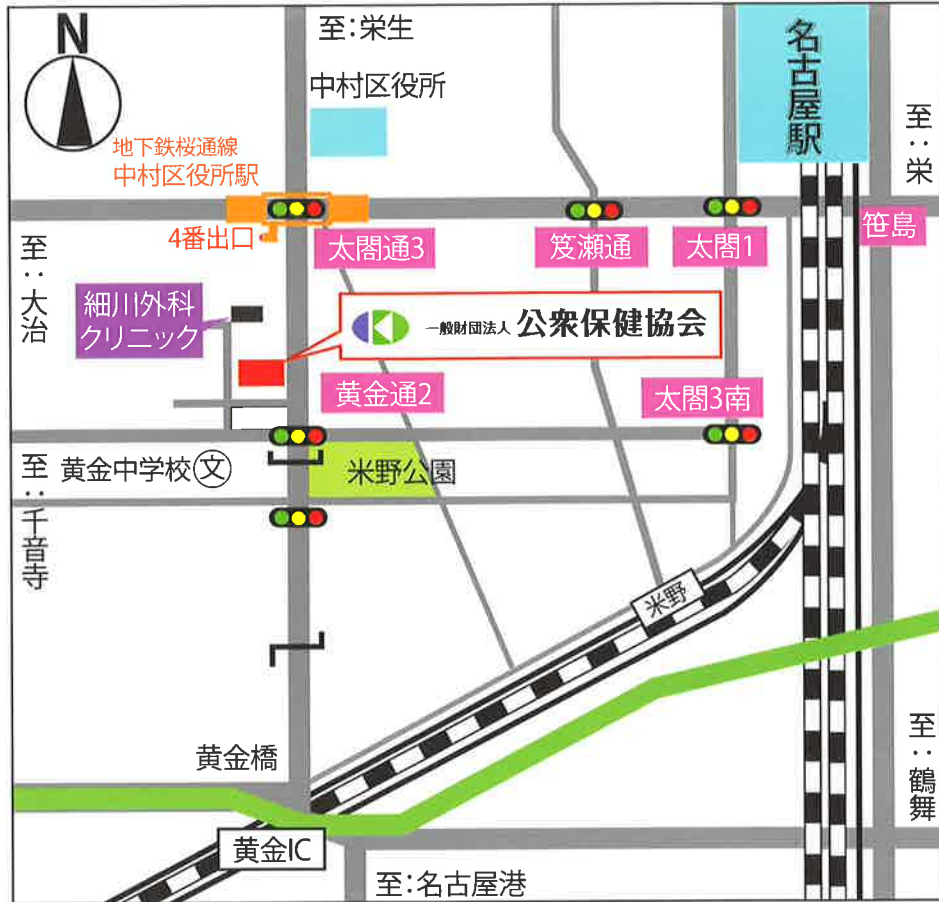 N
至：栄生
中村区役所
名古屋駅
至：栄
地下鉄桜通線
中村区役所駅
4番出口
太閤通3
笈瀬通
太閤1
笹島
至：大治
細川外科
クリニック
一般財団法人 公衆保健協会
黄金通2
太閤3南
至：千音寺
黄金中学校 文
米野公園
米野
黄金橋
至：鶴舞
黄金IC
至：名古屋港